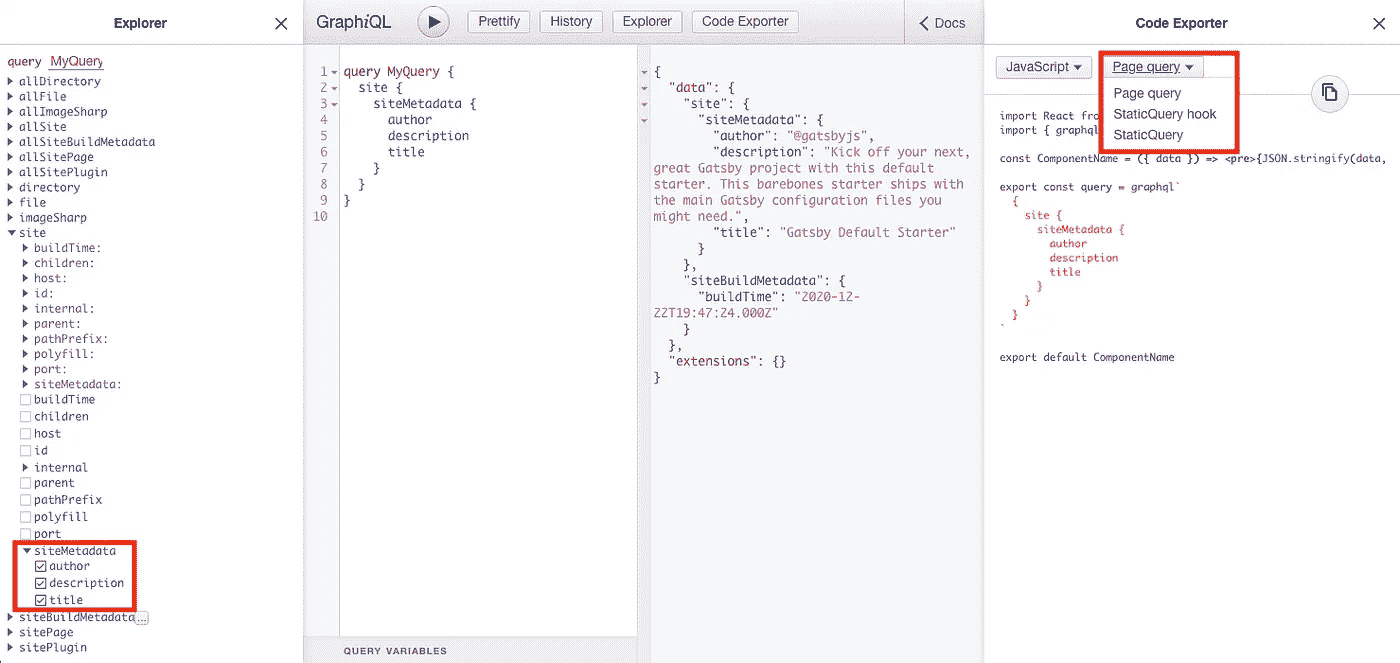 Explorer
query MyQuery
allDirectory
allFile
allImageSharp
allSite
allSiteBuildMetadata
allSitePage
allSitePlugin
directory
file
imageSharp
site
buildTime:
children:
host:
id:
internal:
parent:
pathPrefix:
polyfill:
port:
siteMetadata:
buildTime
children
host
id
internal
parent
pathPrefix
polyfill
port
siteMetadata
author
description
title
siteBuildMetadata...
sitePage
sitePlugin
GraphiQL
Prettify
History
Explorer
Code Exporter
Docs
1 query MyQuery {
2 site {
3 siteMetadata {
4 author
5 description
6 title
7 }
8 }
9 }
10
QUERY VARIABLES
{
"data": {
"site": {
"siteMetadata": {
"author": "@gatsbyjs",
"description": "Kick off your next,
great Gatsby project with this default
starter. This barebones starter ships with
the main Gatsby configuration files you
might need.",
"title": "Gatsby Default Starter"
}
},
"siteBuildMetadata": {
"buildTime": "2020-12-
22T19:47:24.000Z"
}
},
"extensions": {}
}
Code Exporter
JavaScript
Page query
Page query
StaticQuery hook
StaticQuery
import React fro
import { graphql
const ComponentName = ({ data }) => <pre>{JSON.stringify(data,
export const query = graphql`
{
site {
siteMetadata {
author
description
title
}
}
}
`
export default ComponentName